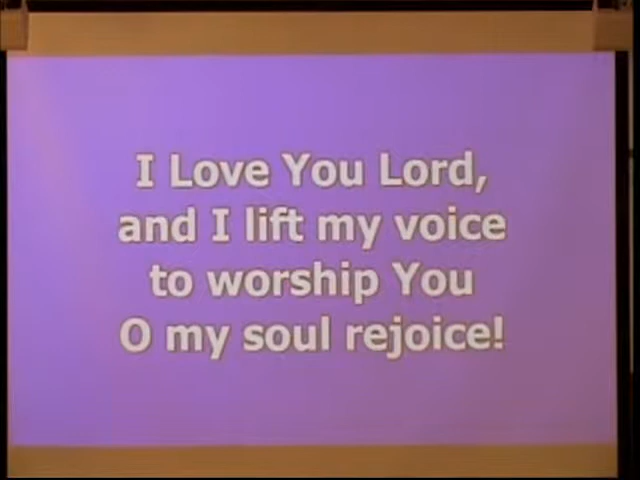 I Love You Lord,
and I lift my voice
to worship You
O my soul rejoice!